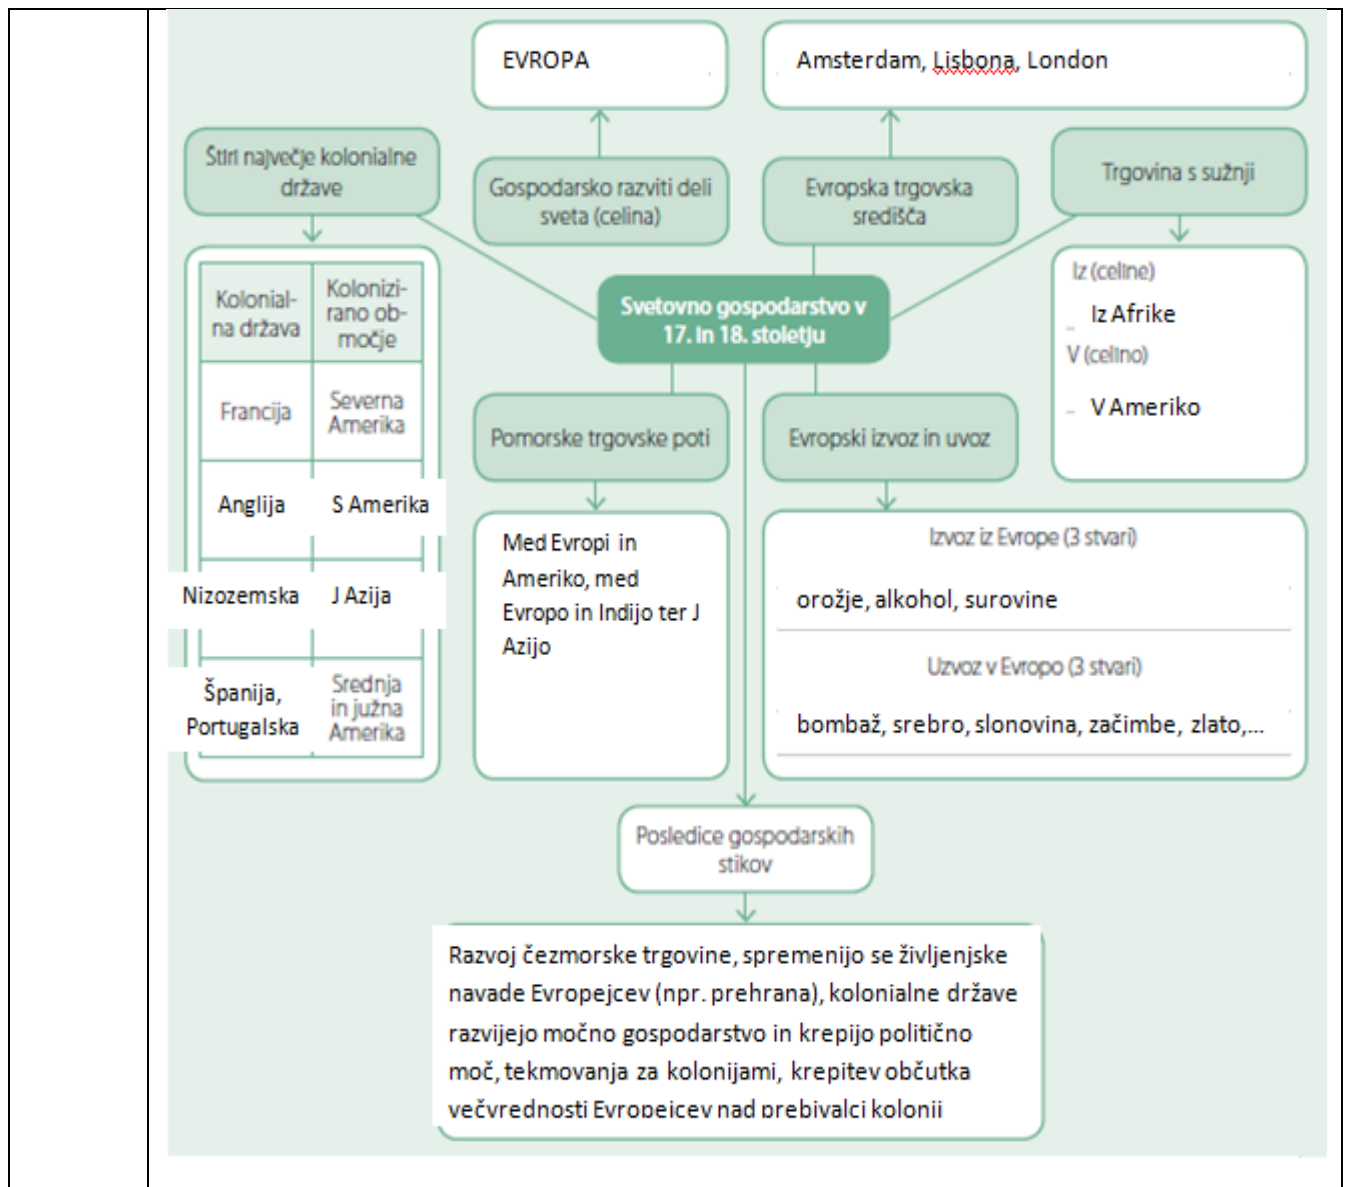 EVROPA
Amsterdam, Lisbona, London
Štiri največje kolonialne
države
Gospodarsko razviti deli
sveta (celina)
Evropska trgovska
središča
Trgovina s sužnji
Kolonial-
na država
Kolonizi-
rano ob-
močje
Francija
Severna
Amerika
Anglija
S Amerika
Nizozemska
J Azija
Španija,
Portugalska
Srednja
in južna
Amerika
Svetovno gospodarstvo v
17. in 18. stoletju
Iz (celine)
Iz Afrike
V (celino)
V Ameriko
Pomorske trgovske poti
Med Evropi in
Ameriko, med
Evropo in Indijo ter J
Azijo
Evropski izvoz in uvoz
Izvoz iz Evrope (3 stvari)
orožje, alkohol, surovine
Uzvoz v Evropo (3 stvari)
bombaž, srebro, slonovina, začimbe, zlato,...
Posledice gospodarskih
stikov
Razvoj čezmorske trgovine, spremenijo se življenjske
navade Evropejcev (npr. prehrana), kolonialne države
razvijejo močno gospodarstvo in krepijo politično
moč, tekmovanja za kolonijami, krepitev občutka
večvrednosti Evropejcev nad prebivalci kolonij